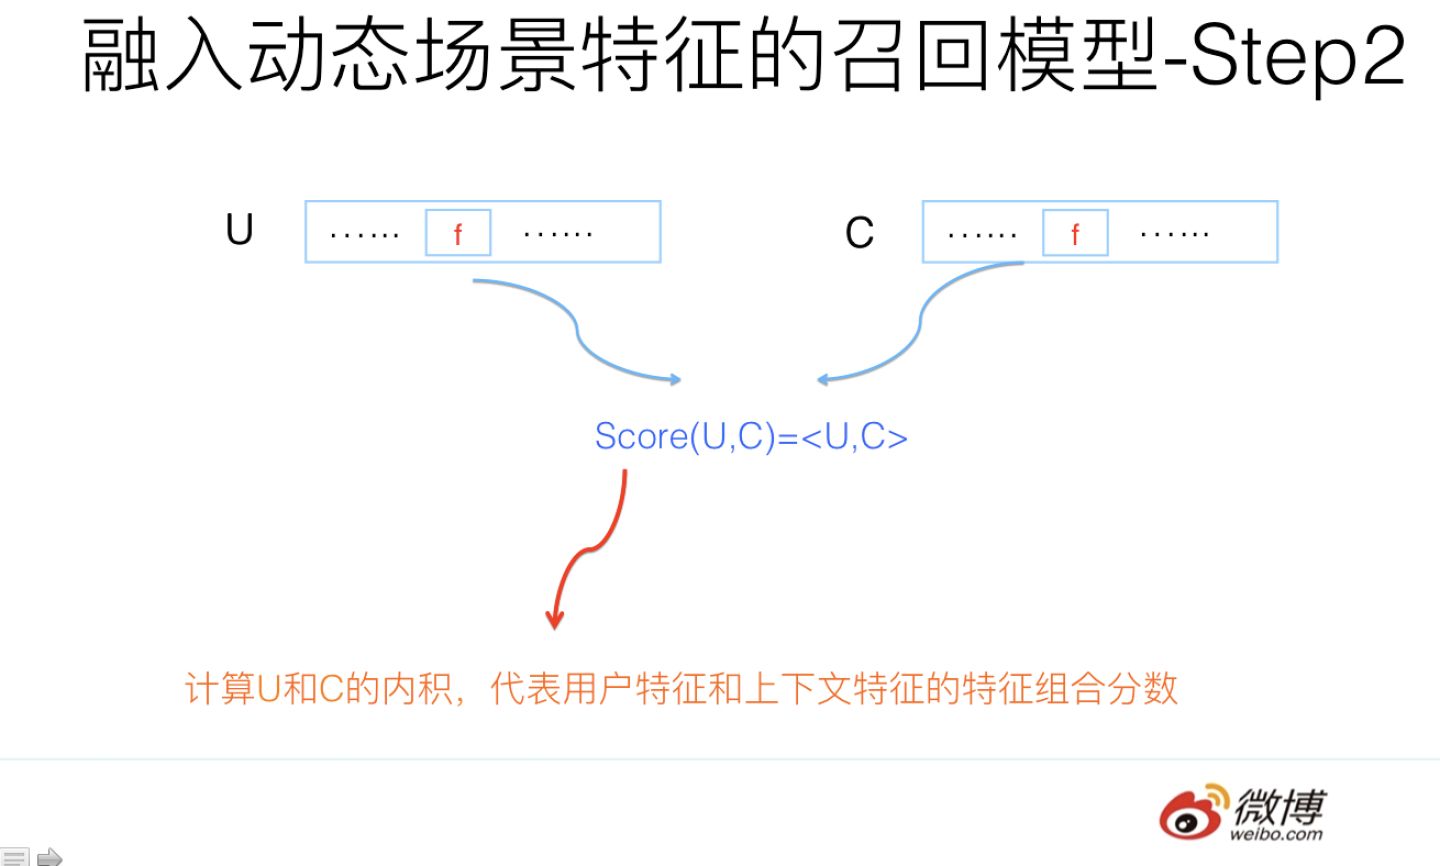 融入动态场景特征的召回模型-Step2
U ...... f ...... C ...... f ......
Score(U,C)=<U,C>
计算U和C的内积，代表用户特征和上下文特征的特征组合分数
微博
weibo.com